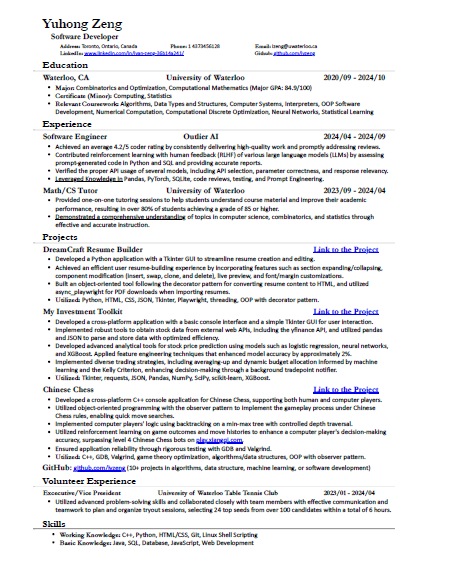 Yuhong Zeng
Software Developer
Address: Toronto, Ontario, Canada Phone: 1 4373456128 Email: lzeng@uwaterloo.ca
LinkedIn: www.linkedin.com/in/ivan-zeng-36b14a241/ Github: github.com/lyzeng
Education
Waterloo, CA University of Waterloo 2020/09 - 2024/10
• Major: Combinatorics and Optimization, Computational Mathematics (Major GPA: 84.9/100)
• Certificate (Minor): Computing, Statistics
• Relevant Coursework: Algorithms, Data Types and Structures, Computer Systems, Interpreters, OOP Software
Development, Numerical Computation, Computational Discrete Optimization, Neural Networks, Statistical Learning
Experience
Software Engineer Outlier AI 2024/04 - 2024/09
• Achieved an average 4.2/5 coder rating by consistently delivering high-quality work and promptly addressing reviews.
• Contributed reinforcement learning with human feedback (RLHF) of various large language models (LLMs) by assessing
prompt-generated code in Python and SQL and providing accurate reports.
• Verified the proper API usage of several models, including API selection, parameter correctness, and response relevancy.
• Leveraged Knowledge in Pandas, PyTorch, SQLite, code reviews, testing, and Prompt Engineering.
Math/CS Tutor University of Waterloo 2023/09 - 2024/04
• Provided one-on-one tutoring sessions to help students understand course material and improve their academic
performance, resulting in over 80% of students achieving a grade of 85 or higher.
• Demonstrated a comprehensive understanding of topics in computer science, combinatorics, and statistics through
effective and accurate instruction.
Projects
DreamCraft Resume Builder Link to the Project
• Developed a Python application with a Tkinter GUI to streamline resume creation and editing.
• Achieved an efficient user resume-building experience by incorporating features such as section expanding/collapsing,
component modification (insert, swap, clone, and delete), live preview, and font/margin customizations.
• Built an object-oriented tool following the decorator pattern for converting resume content to HTML, and utilized
async_playwright for PDF downloads when importing resumes.
• Utilized: Python, HTML, CSS, JSON, Tkinter, Playwright, threading, OOP with decorator pattern.
My Investment Toolkit Link to the Project
• Developed a cross-platform application with a basic console interface and a simple Tkinter GUI for user interaction.
• Implemented robust tools to obtain stock data from external web APIs, including the yfinance API, and utilized pandas
and JSON to parse and store data with optimized efficiency.
• Developed advanced analytical tools for stock price prediction using models such as logistic regression, neural networks,
and XGBoost. Applied feature engineering techniques that enhanced model accuracy by approximately 2%.
• Implemented diverse trading strategies, including averaging-up and dynamic budget allocation informed by machine
learning and the Kelly Criterion, enhancing decision-making through a background tradepoint notifier.
• Utilized: Tkinter, requests, JSON, Pandas, NumPy, SciPy, scikit-learn, XGBoost.
Chinese Chess Link to the Project
• Developed a cross-platform C++ console application for Chinese Chess, supporting both human and computer players.
• Utilized object-oriented programming with the observer pattern to implement the gameplay process under Chinese
Chess rules, enabling quick move searches.
• Implemented computer players' logic using backtracking on a min-max tree with controlled depth traversal.
• Utilized reinforcement learning on game outcomes and move histories to enhance a computer player's decision-making
accuracy, surpassing level 4 Chinese Chess bots on play.xiangqi.com.
• Ensured application reliability through rigorous testing with GDB and Valgrind.
• Utilized: C++, GDB, Valgrind, game theory optimization, algorithms/data structures, OOP with observer pattern.
GitHub: github.com/lyzeng (10+ projects in algorithms, data structure, machine learning, or software development)
Volunteer Experience
Excecutive/Vice President University of Waterloo Table Tennis Club 2023/01 - 2024/04
• Utilized advanced problem-solving skills and collaborated closely with team members with effective communication and
teamwork to plan and organize tryout sessions, selecting 24 top seeds from over 100 candidates within a total of 6 hours.
Skills
• Working Knowledge: C++, Python, HTML/CSS, Git, Linux Shell Scripting
• Basic Knowledge: Java, SQL, Database, JavaScript, Web Development